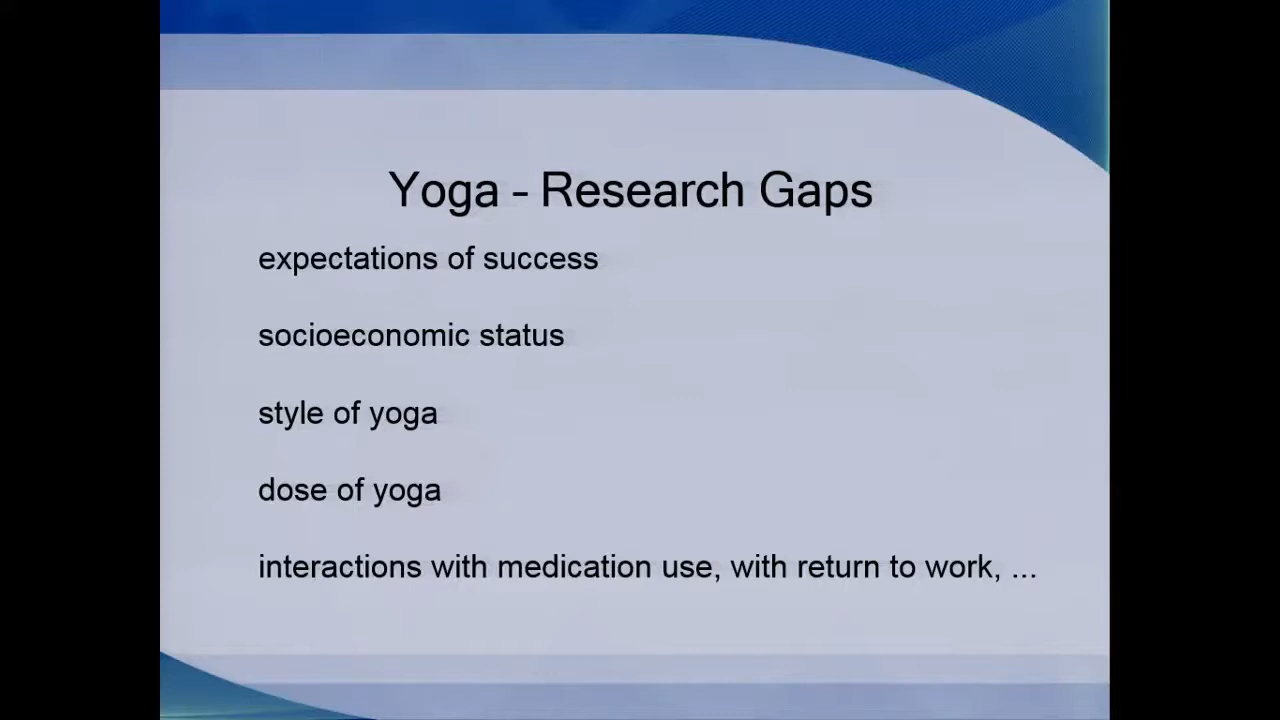 Yoga – Research Gaps
expectations of success
socioeconomic status
style of yoga
dose of yoga
interactions with medication use, with return to work, ...